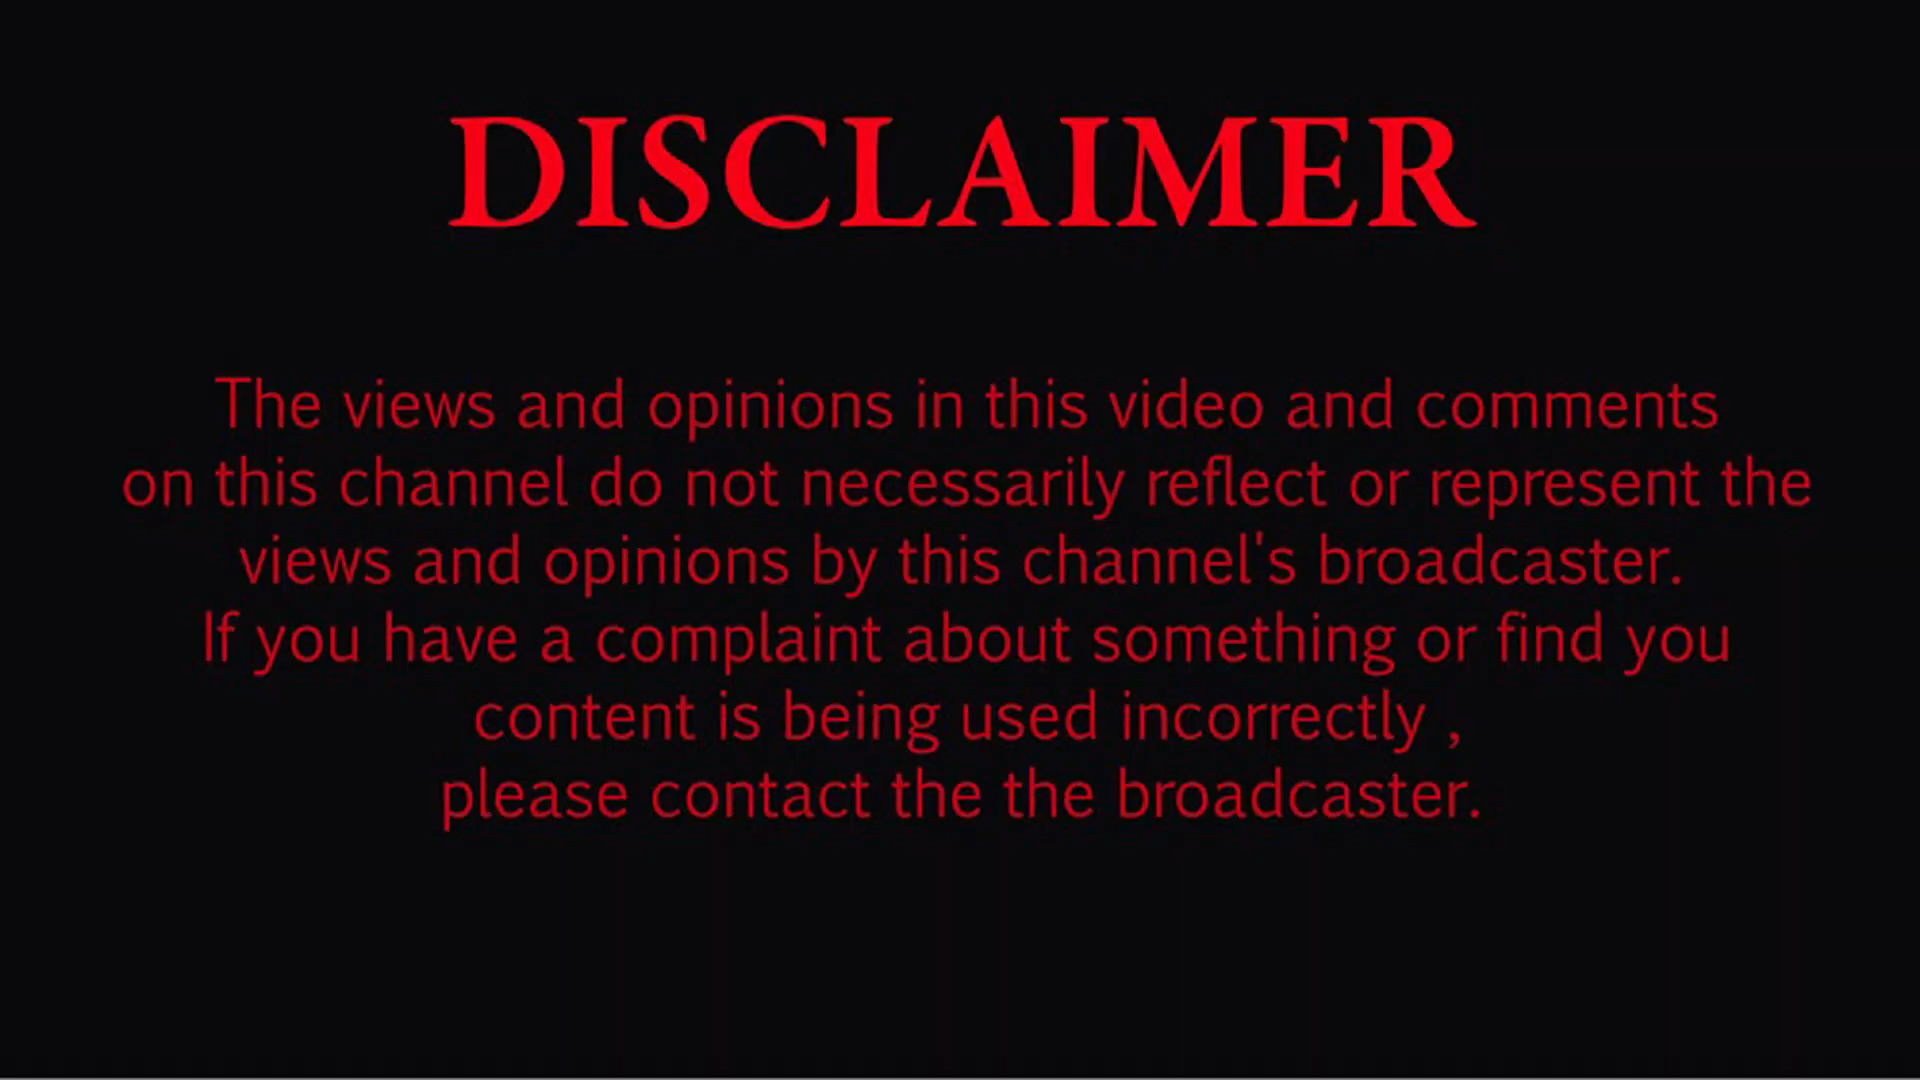 DISCLAIMER
The views and opinions in this video and comments
on this channel do not necessarily reflect or represent the
views and opinions by this channel's broadcaster.
If you have a complaint about something or find you
content is being used incorrectly ,
please contact the the broadcaster.